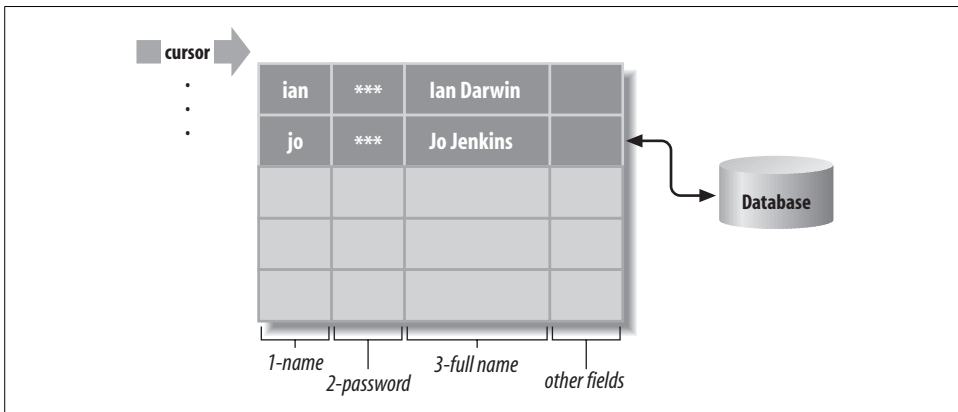 cursor
ian *** Ian Darwin
jo *** Jo Jenkins
Database
1-name
2-password
3-full name
other fields